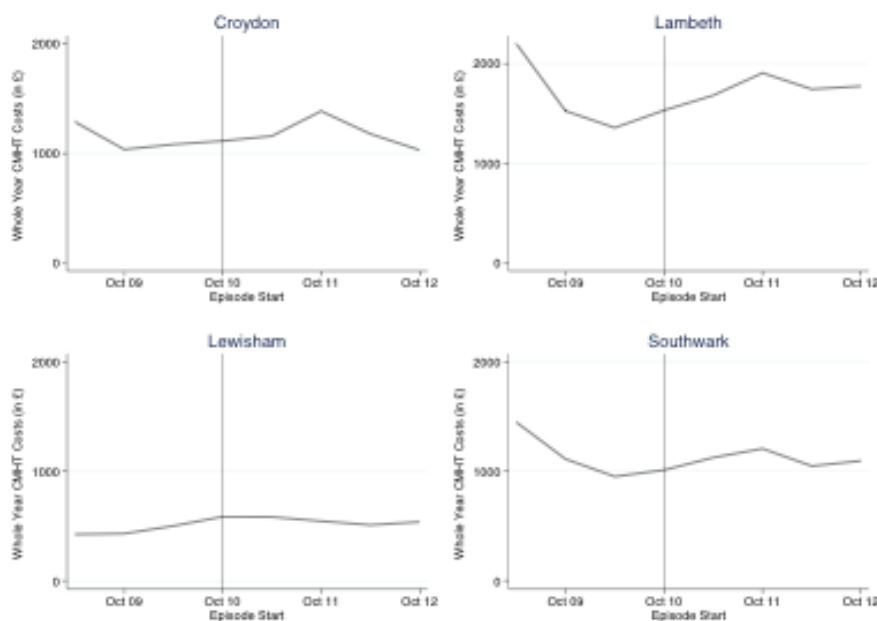 Croydon
Whole Year CMHT Costs (in £)
2000
1000
0
Oct 09
Oct 10
Oct 11
Oct 12
Episode Start
Lambeth
Whole Year CMHT Costs (in £)
2000
1000
0
Oct 09
Oct 10
Oct 11
Oct 12
Episode Start
Lewisham
Whole Year CMHT Costs (in £)
2000
1000
0
Oct 09
Oct 10
Oct 11
Oct 12
Episode Start
Southwark
Whole Year CMHT Costs (in £)
2000
1000
0
Oct 09
Oct 10
Oct 11
Oct 12
Episode Start